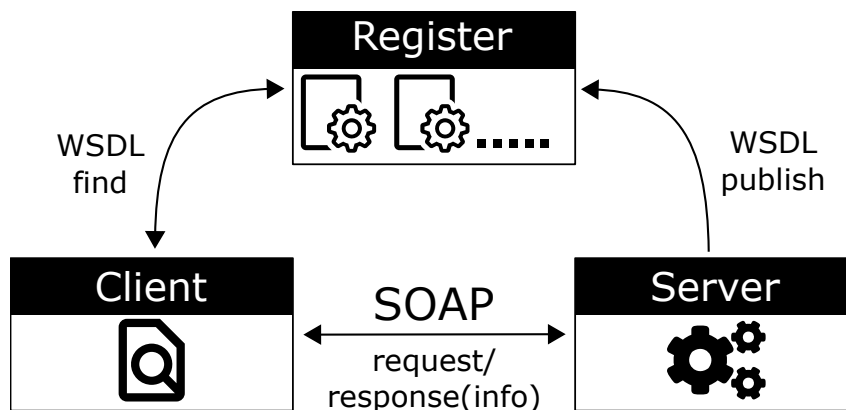 Register
WSDL
find
WSDL
publish
Client
SOAP
request/
response(info)
Server